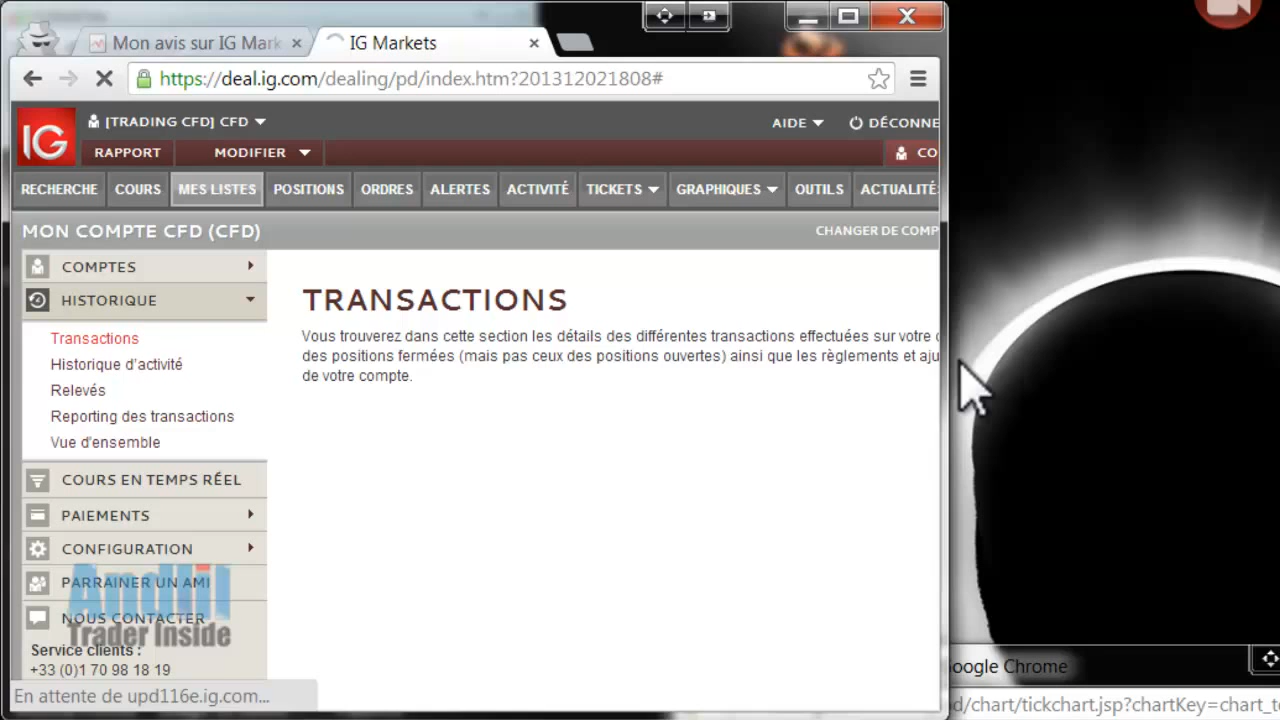 Mon avis sur IG Mark
IG Markets
https://deal.ig.com/dealing/pd/index.htm?201312021808#
IG
[TRADING CFD] CFD
AIDE
DÉCONNE
RAPPORT
MODIFIER
CO
RECHERCHE
COURS
MES LISTES
POSITIONS
ORDRES
ALERTES
ACTIVITÉ
TICKETS
GRAPHIQUES
OUTILS
ACTUALITÉ
MON COMPTE CFD (CFD)
CHANGER DE COMP
COMPTES
HISTORIQUE
Transactions
Historique d'activité
Relevés
Reporting des transactions
Vue d'ensemble
COURS EN TEMPS RÉEL
PAIEMENTS
CONFIGURATION
PARRAINER UN AMI
NOUS CONTACTER
Service clients :
+33 (0)1 70 98 18 19
TRANSACTIONS
Vous trouverez dans cette section les détails des différentes transactions effectuées sur votre c
des positions fermées (mais pas ceux des positions ouvertes) ainsi que les règlements et aju
de votre compte.
Andlil
Trader Inside
En attente de upd116e.ig.com...
oogle Chrome
d/chart/tickchart.jsp?chartKey=chart_t